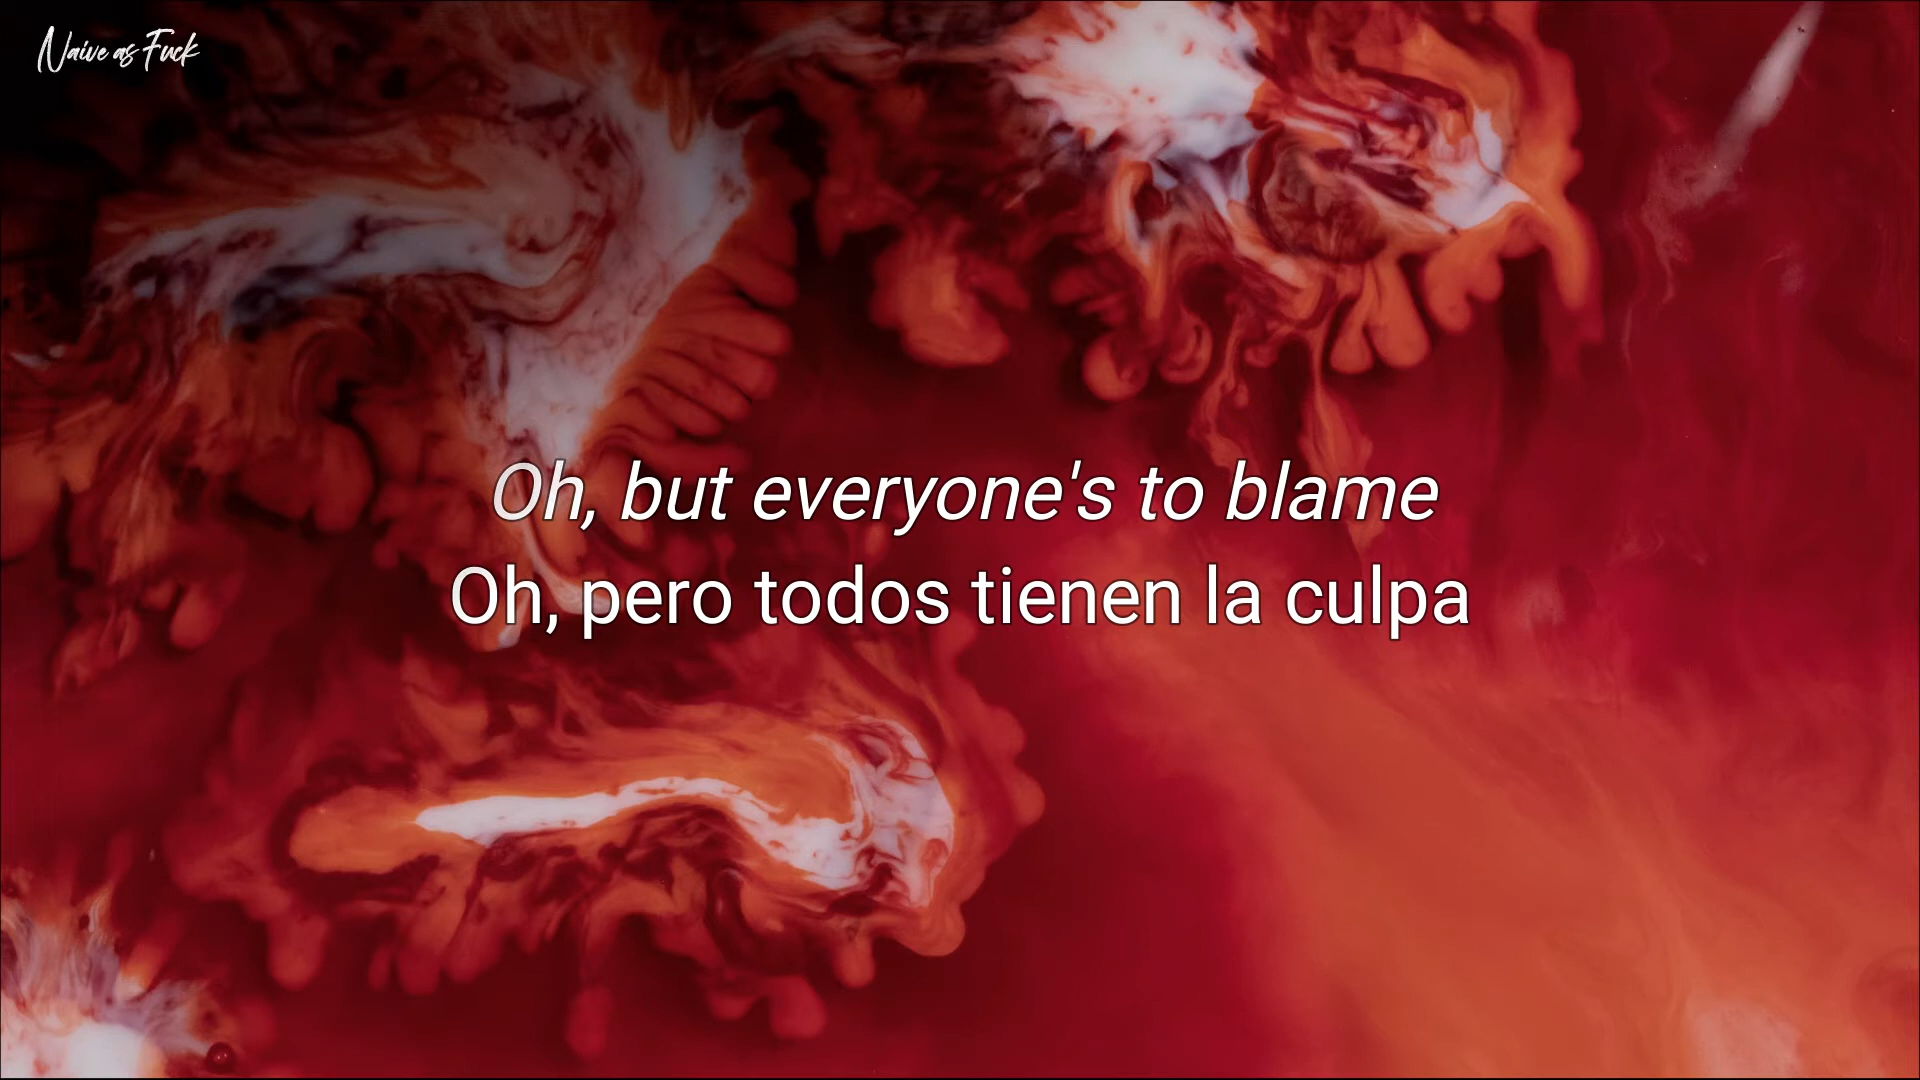 Naive as Fuck
Oh, but everyone's to blame
Oh, pero todos tienen la culpa